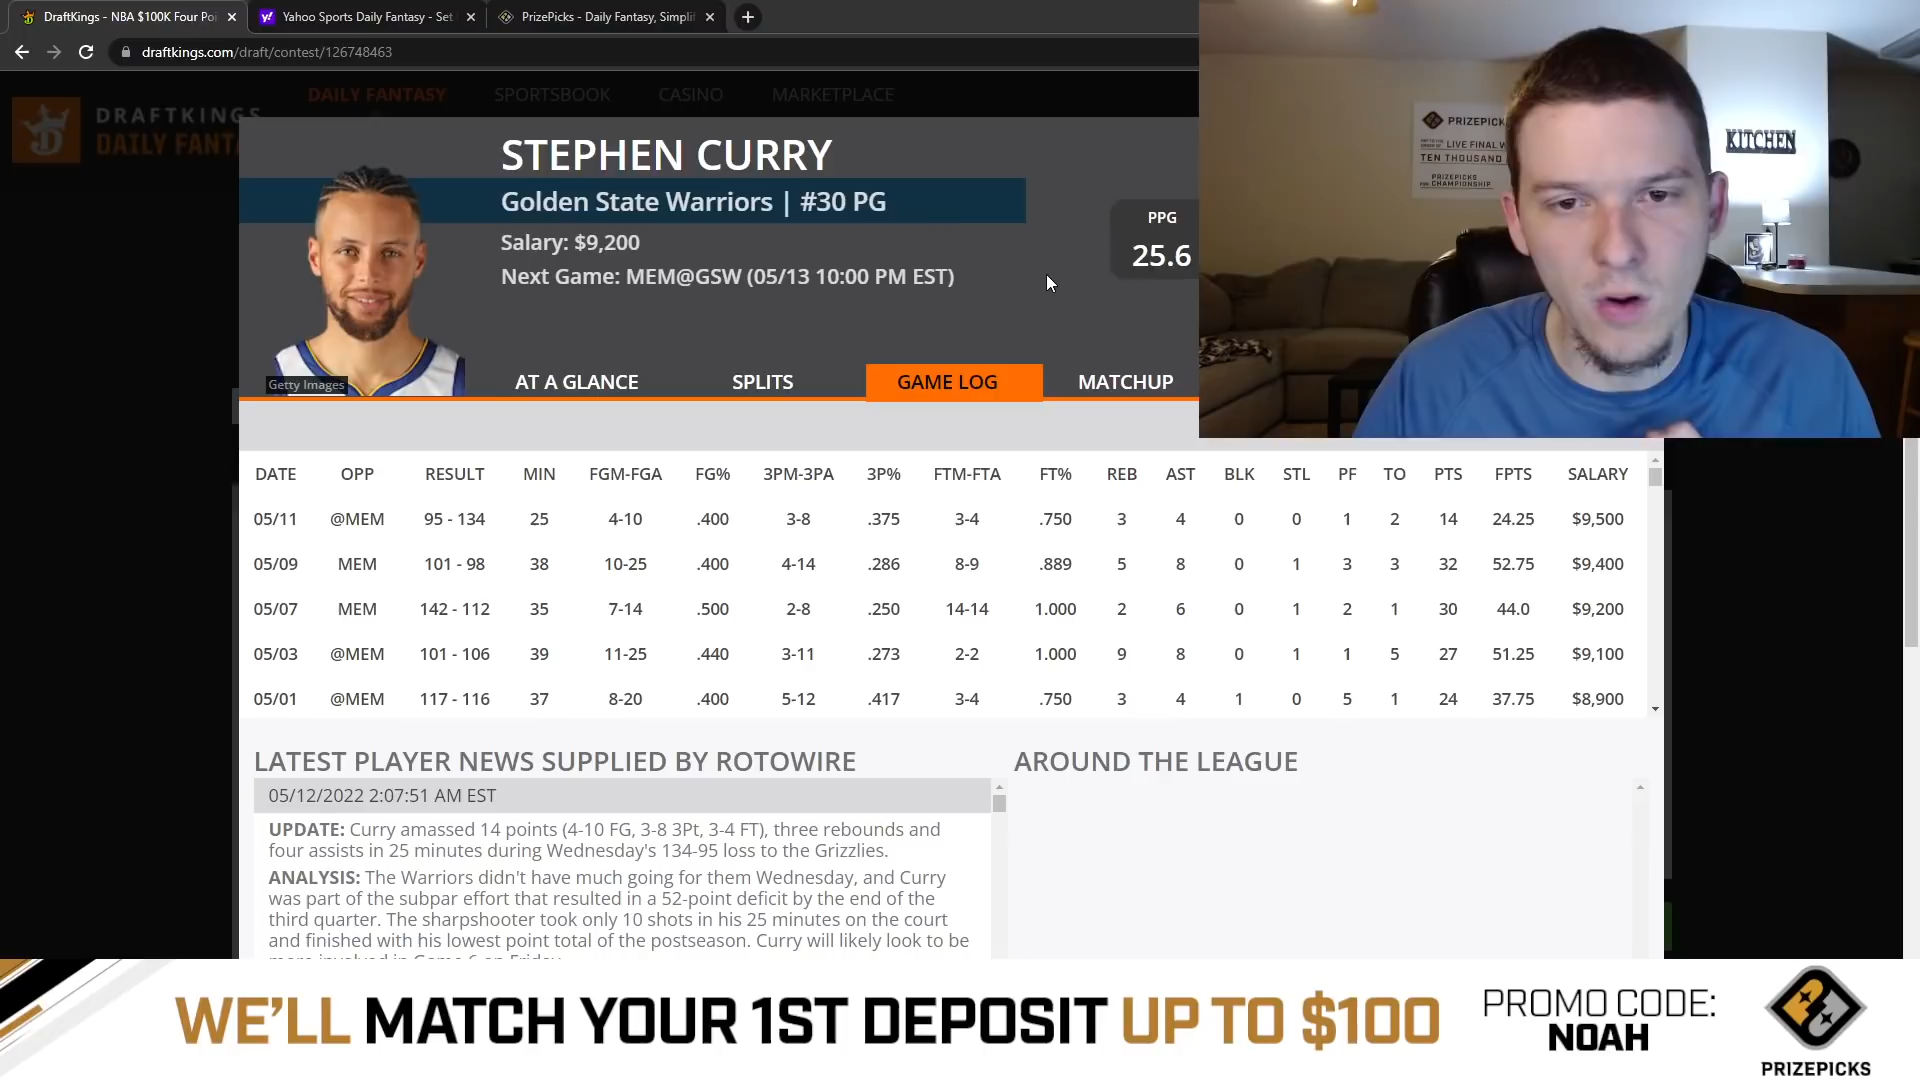 DraftKings - NBA $100K Four Poi
Yahoo Sports Daily Fantasy - Set
PrizePicks - Daily Fantasy, Simplif
draftkings.com/draft/contest/126748463
DRAFTKINGS
DAILY FANTA
DAILY FANTASY SPORTSBOOK CASINO MARKETPLACE
STEPHEN CURRY
Golden State Warriors | #30 PG
Salary: $9,200
Next Game: MEM@GSW (05/13 10:00 PM EST)
PPG
25.6
Getty Images
AT A GLANCE SPLITS GAME LOG MATCHUP
PRIZEPICK
LIVE FINAL W
TEN THOUSAND
PRIZEPICKS
CHAMPIONSHIP
KITCHEN
DATE OPP RESULT MIN FGM-FGA FG% 3PM-3PA 3P% FTM-FTA FT% REB AST BLK STL PF TO PTS FPTS SALARY
05/11 @MEM 95 - 134 25 4-10 .400 3-8 .375 3-4 .750 3 4 0 0 1 2 14 24.25 $9,500
05/09 MEM 101 - 98 38 10-25 .400 4-14 .286 8-9 .889 5 8 0 1 3 3 32 52.75 $9,400
05/07 MEM 142 - 112 35 7-14 .500 2-8 .250 14-14 1.000 2 6 0 1 2 1 30 44.0 $9,200
05/03 @MEM 101 - 106 39 11-25 .440 3-11 .273 2-2 1.000 9 8 0 1 1 5 27 51.25 $9,100
05/01 @MEM 117 - 116 37 8-20 .400 5-12 .417 3-4 .750 3 4 1 0 5 1 24 37.75 $8,900
LATEST PLAYER NEWS SUPPLIED BY ROTOWIRE
AROUND THE LEAGUE
05/12/2022 2:07:51 AM EST
UPDATE: Curry amassed 14 points (4-10 FG, 3-8 3Pt, 3-4 FT), three rebounds and
four assists in 25 minutes during Wednesday's 134-95 loss to the Grizzlies.
ANALYSIS: The Warriors didn't have much going for them Wednesday, and Curry
was part of the subpar effort that resulted in a 52-point deficit by the end of the
third quarter. The sharpshooter took only 10 shots in his 25 minutes on the court
and finished with his lowest point total of the postseason. Curry will likely look to be
more involved in Game 6 on Friday.
WE'LL MATCH YOUR 1ST DEPOSIT UP TO $100
PROMO CODE:
NOAH
PRIZEPICKS